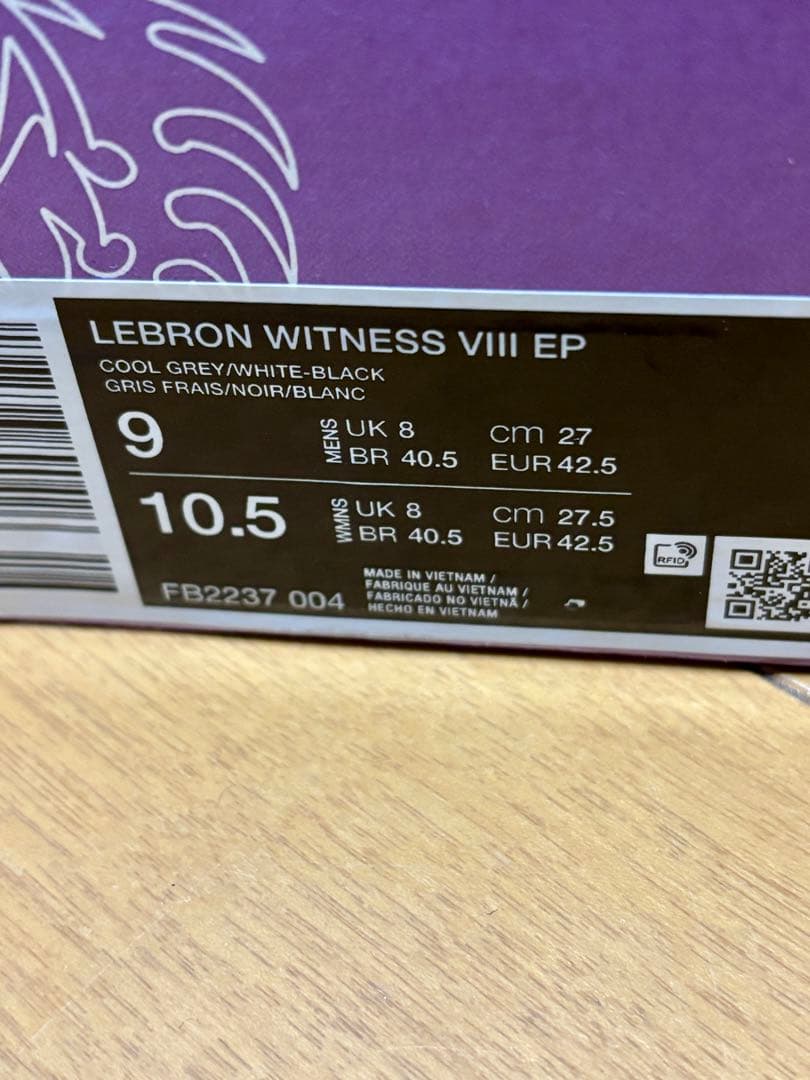 LEBRON WITNESS VIII EP
COOL GREY/WHITE-BLACK
GRIS FRAIS/NOIR/BLANC
9 MENS UK 8 cm 27
BR 40.5 EUR 42.5
10.5 WMNS UK 8 cm 27.5
BR 40.5 EUR 42.5
RFID
FB2237 004
MADE IN VIETNAM /
FABRIQUE AU VIETNAM /
FABRICADO NO VIETNÃ /
HECHO EN VIETNAM